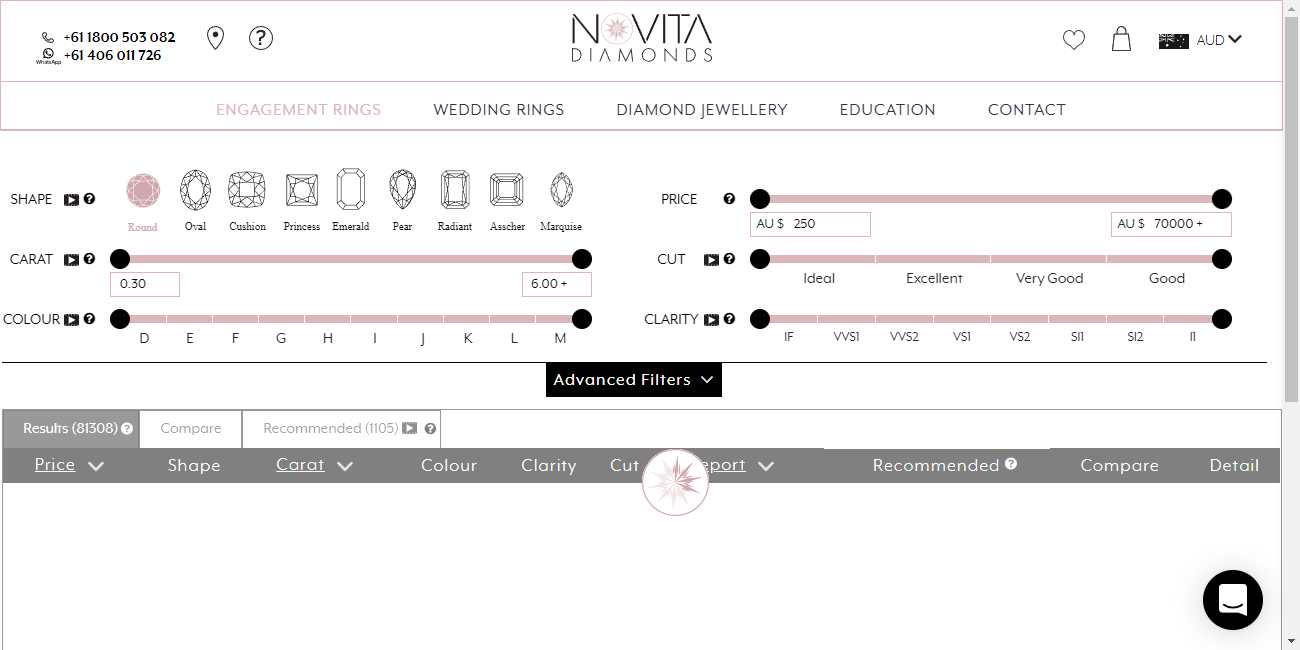 +61 1800 503 082
WhatsApp +61 406 011 726
NOVITA
DIAMONDS
AUD
ENGAGEMENT RINGS WEDDING RINGS DIAMOND JEWELLERY EDUCATION CONTACT
SHAPE
Round Oval Cushion Princess Emerald Pear Radiant Asscher Marquise
CARAT
0.30 6.00 +
COLOUR
D E F G H I J K L M
PRICE
AU $ 250 AU $ 70000 +
CUT
Ideal Excellent Very Good Good
CLARITY
IF VVS1 VVS2 VS1 VS2 SI1 SI2 I1
Advanced Filters
Results (81308) Compare Recommended (1105)
Price Shape Carat Colour Clarity Cut eport Recommended Compare Detail